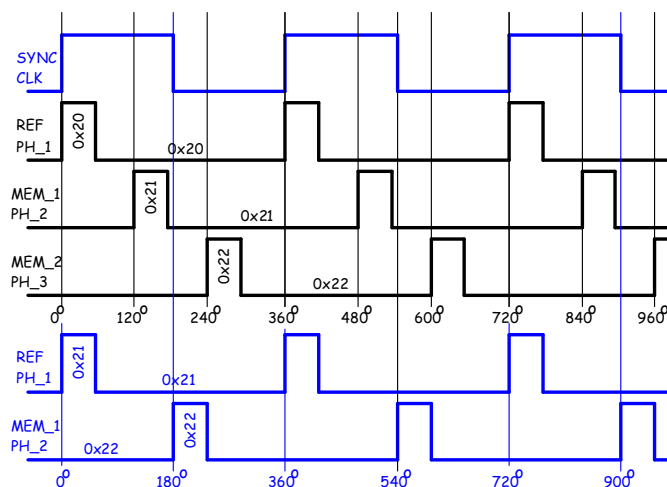 SYNC
CLK
REF
PH_1
0x20
0x20
MEM_1
PH_2
0x21
0x21
MEM_2
PH_3
0x22
0x22
0° 120° 240° 360° 480° 600° 720° 840° 960°
REF
PH_1
0x21
0x21
MEM_1
PH_2
0x22
0x22
0° 180° 360° 540° 720° 900°